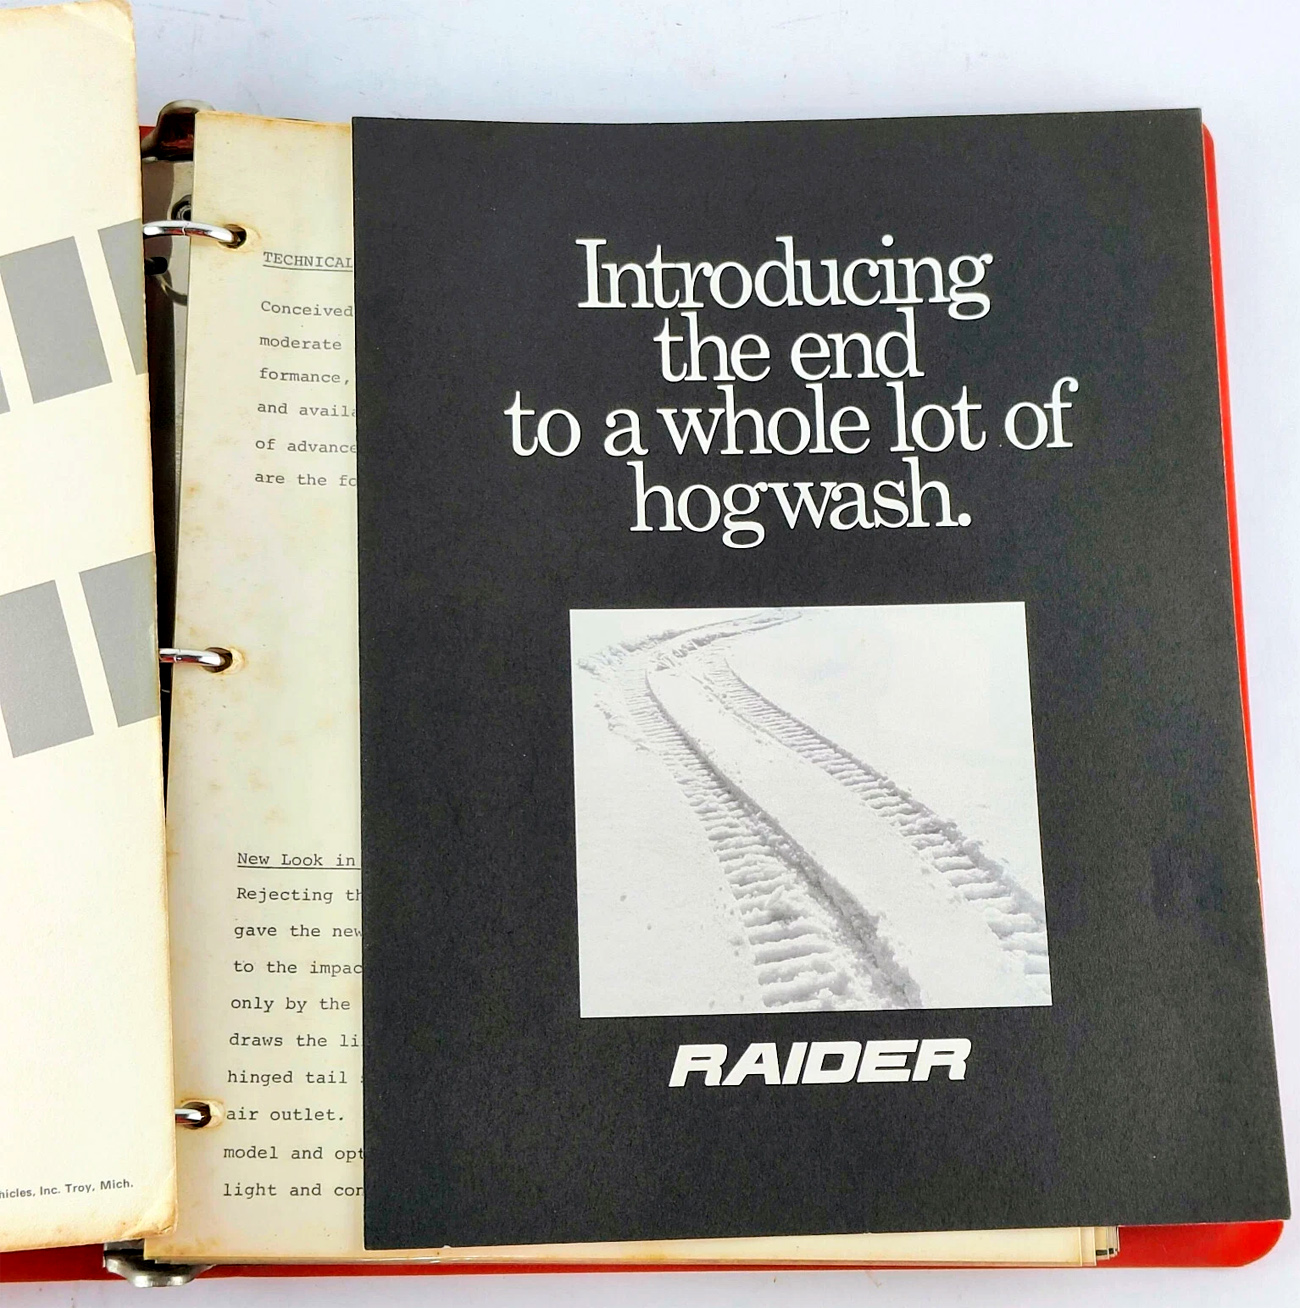 hicles, Inc. Troy, Mich.
TECHNICAL
Conceived
moderate
formance,
and availa
of advance
are the fo
New Look in
Rejecting th
gave the new
to the impac
only by the
draws the li
hinged tail
air outlet.
model and opt
light and con
Introducing
the end
to a whole lot of
hogwash.
RAIDER